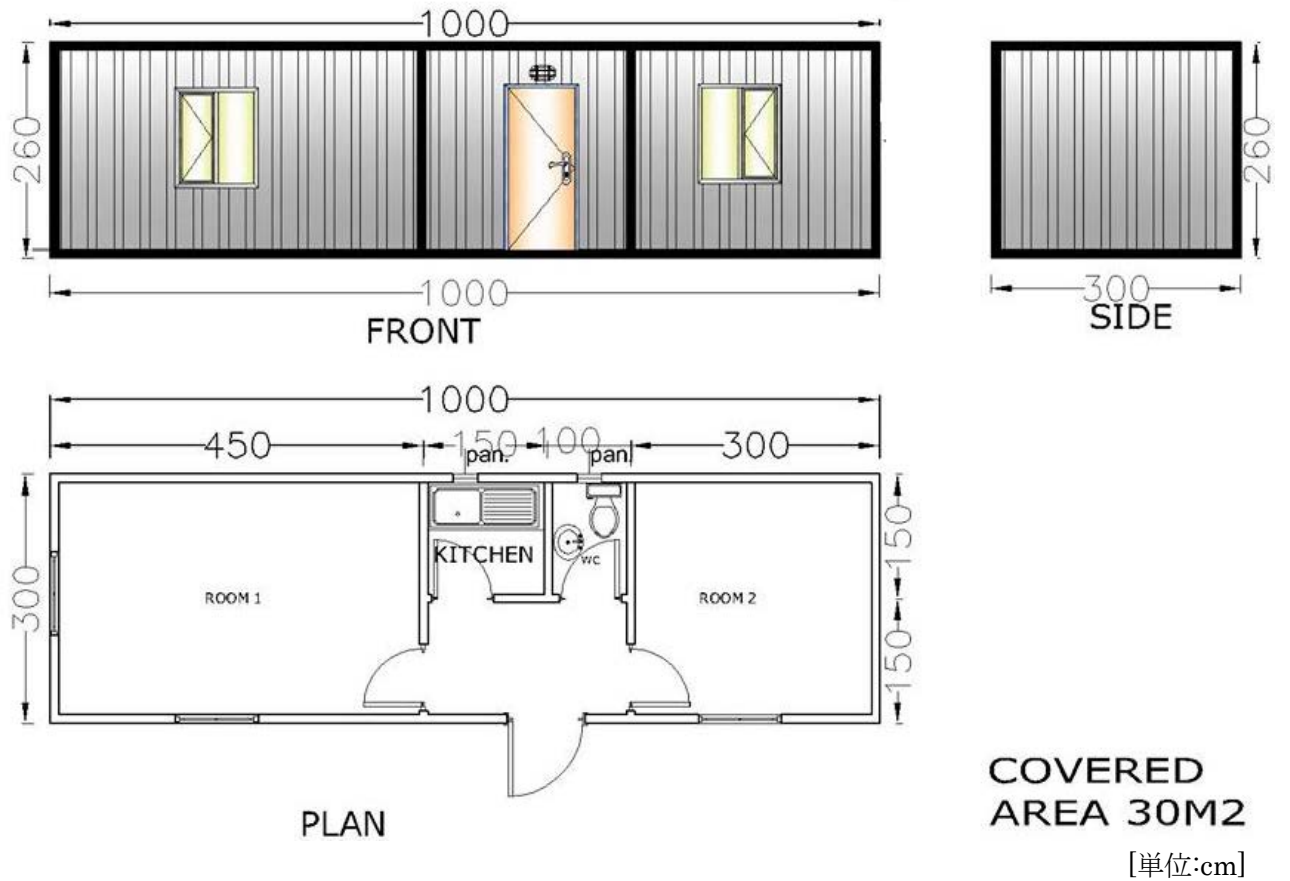 1000
260
260
1000
FRONT
300
SIDE
1000
450 150 100 300
pan. pan.
300
150
150
KITCHEN
WC
ROOM 1
ROOM 2
PLAN
COVERED
AREA 30M2
[単位:cm]